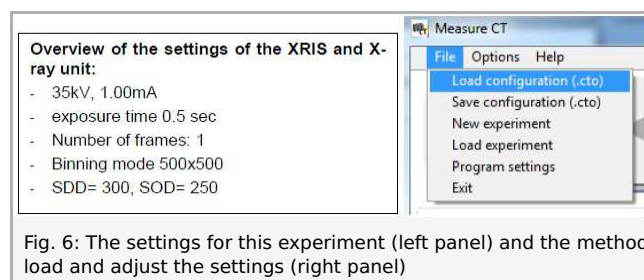 Overview of the settings of the XRIS and X-
ray unit:
- 35kV, 1.00mA
- exposure time 0.5 sec
- Number of frames: 1
- Binning mode 500x500
- SDD= 300, SOD= 250
Measure CT
File Options Help
Load configuration (.cto)
Save configuration (.cto)
New experiment
Load experiment
Program settings
Exit
Fig. 6: The settings for this experiment (left panel) and the method
load and adjust the settings (right panel)